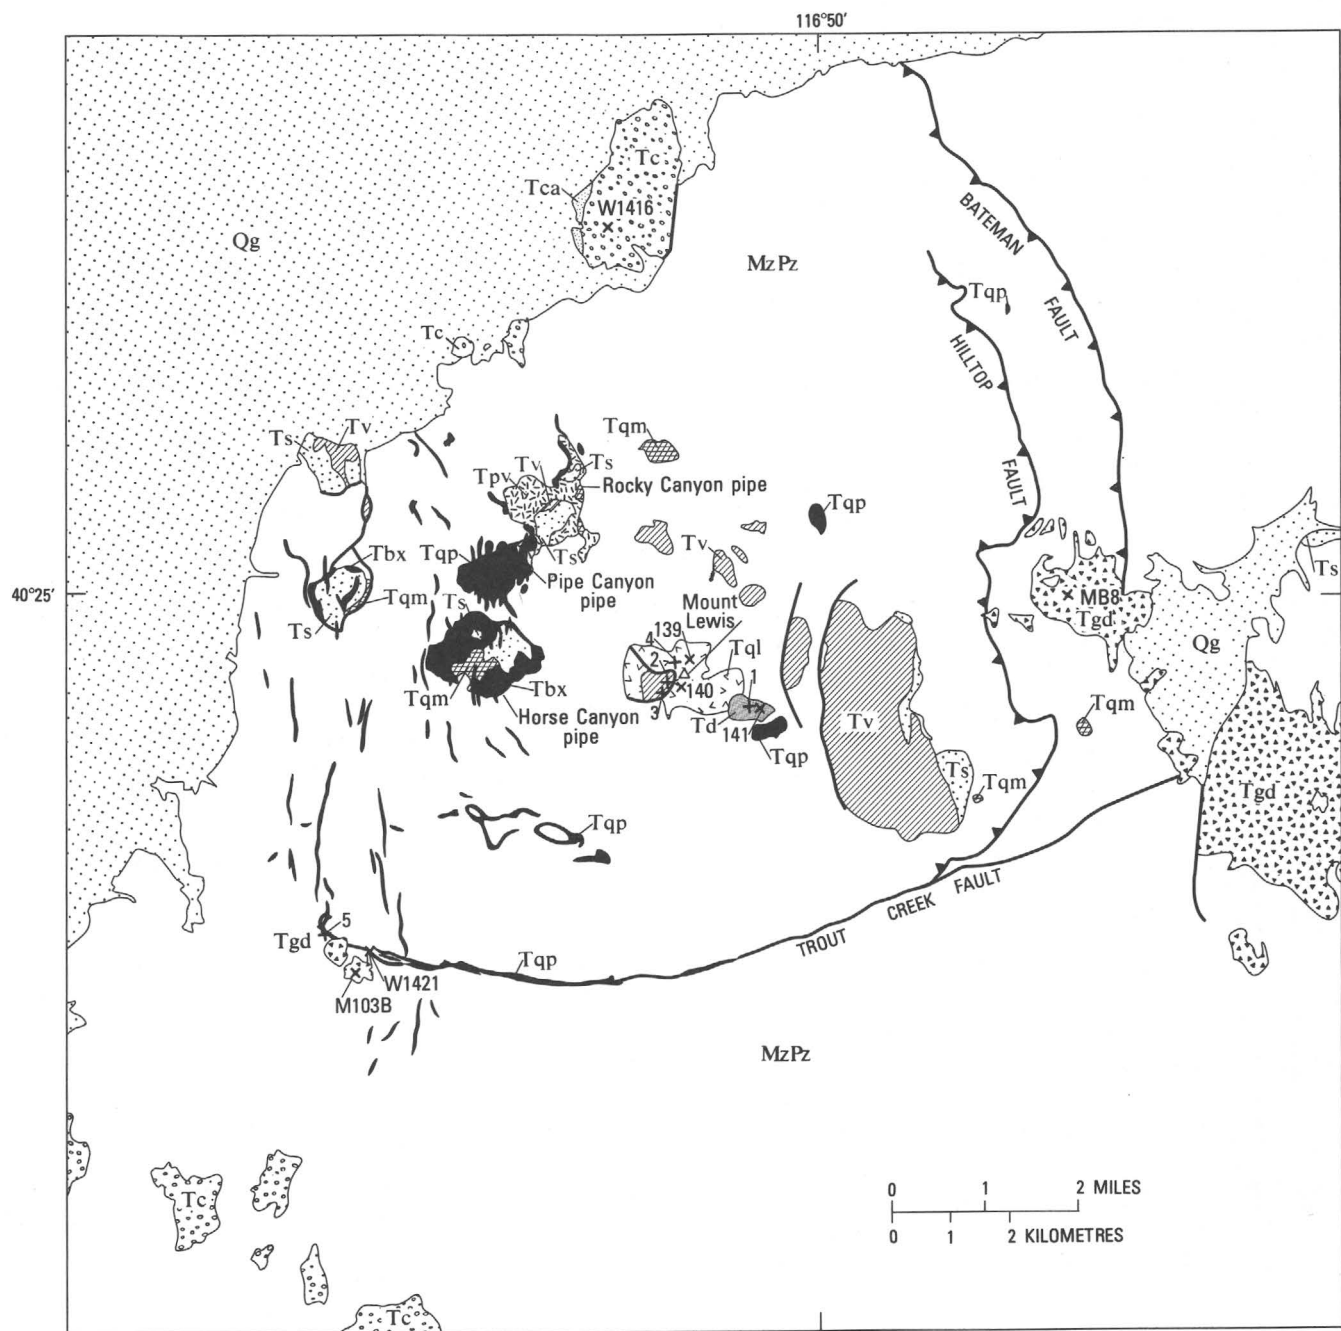 116°50'
Tc
Tca
W1416
Qg
MzPz
BATEMAN
FAULT
Tqp
Tc
HILLTOP
FAULT
Ts
Tv
Tqm
Tpv
Tv
Ts
Rocky Canyon pipe
Tqp
Tbx
Tqp
Ts
Tv
Pipe Canyon
pipe
Ts
40°25'
Tqm
Ts
Ts
MB8
Tgd
Qg
Mount
Lewis
139
4
2
Tql
1
140
3
Td
141
Tqp
Tqm
Tbx
Horse Canyon
pipe
Tqm
Tv
Ts
Tqm
Tgd
Tqp
5
Tgd
Tqp
W1421
M103B
TROUT
CREEK
FAULT
MzPz
Tc
Tc
0 1 2 MILES
0 1 2 KILOMETRES